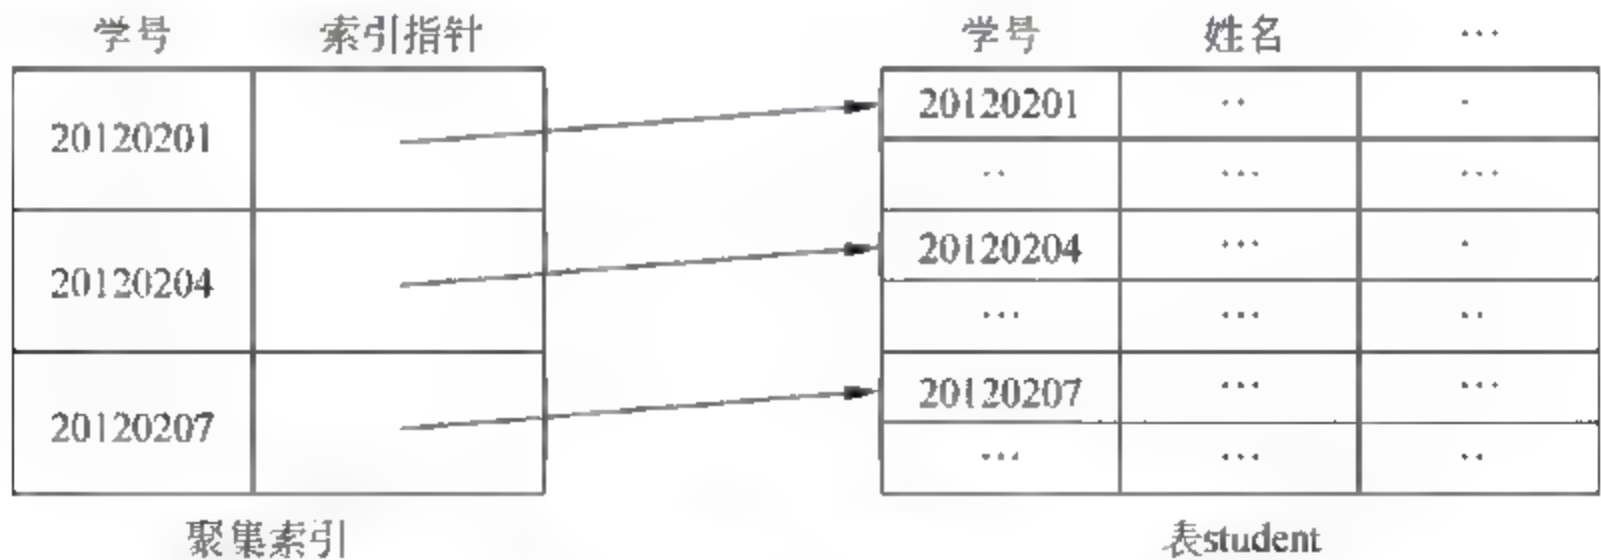 学号 索引指针 学号 姓名 …
20120201 20120201 ‥ ·
‥ … …
20120204 20120204 … ·
… … ‥
20120207 20120207 … …
… … ‥
聚集索引 表student